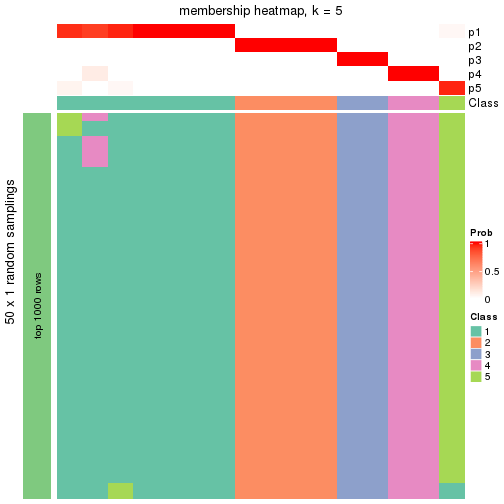 membership heatmap, k = 5
p1
p2
p3
p4
p5
Class
50 x 1 random samplings
top 1000 rows
Prob
1
0.5
0
Class
1
2
3
4
5